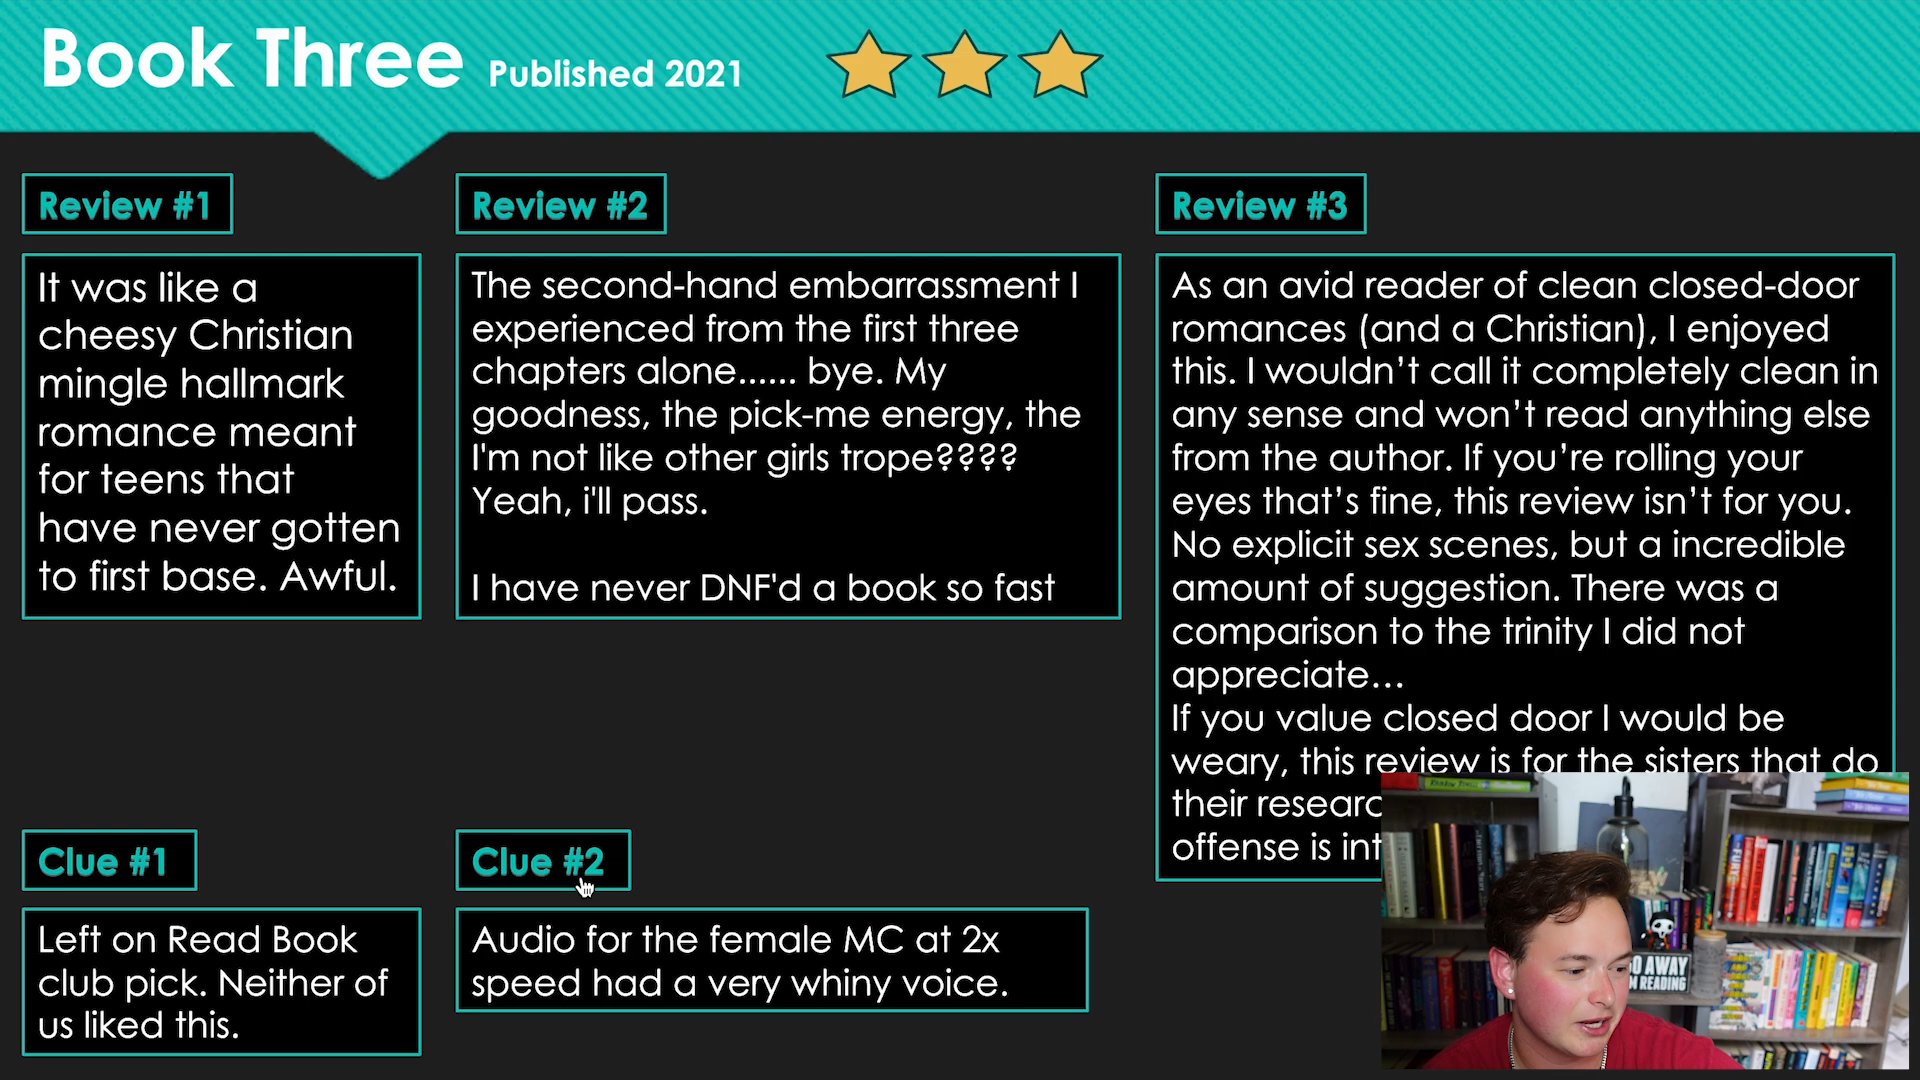 Book Three Published 2021
Review #1
It was like a
cheesy Christian
mingle hallmark
romance meant
for teens that
have never gotten
to first base. Awful.
Review #2
The second-hand embarrassment I
experienced from the first three
chapters alone...... bye. My
goodness, the pick-me energy, the
I'm not like other girls trope????
Yeah, i'll pass.
I have never DNF'd a book so fast
Review #3
As an avid reader of clean closed-door
romances (and a Christian), I enjoyed
this. I wouldn’t call it completely clean in
any sense and won’t read anything else
from the author. If you’re rolling your
eyes that’s fine, this review isn’t for you.
No explicit sex scenes, but a incredible
amount of suggestion. There was a
comparison to the trinity I did not
appreciate…
If you value closed door I would be
weary, this review is for the sisters that do
their researc
offense is int
Clue #1
Left on Read Book
club pick. Neither of
us liked this.
Clue #2
Audio for the female MC at 2x
speed had a very whiny voice.
O AWAY
M READING